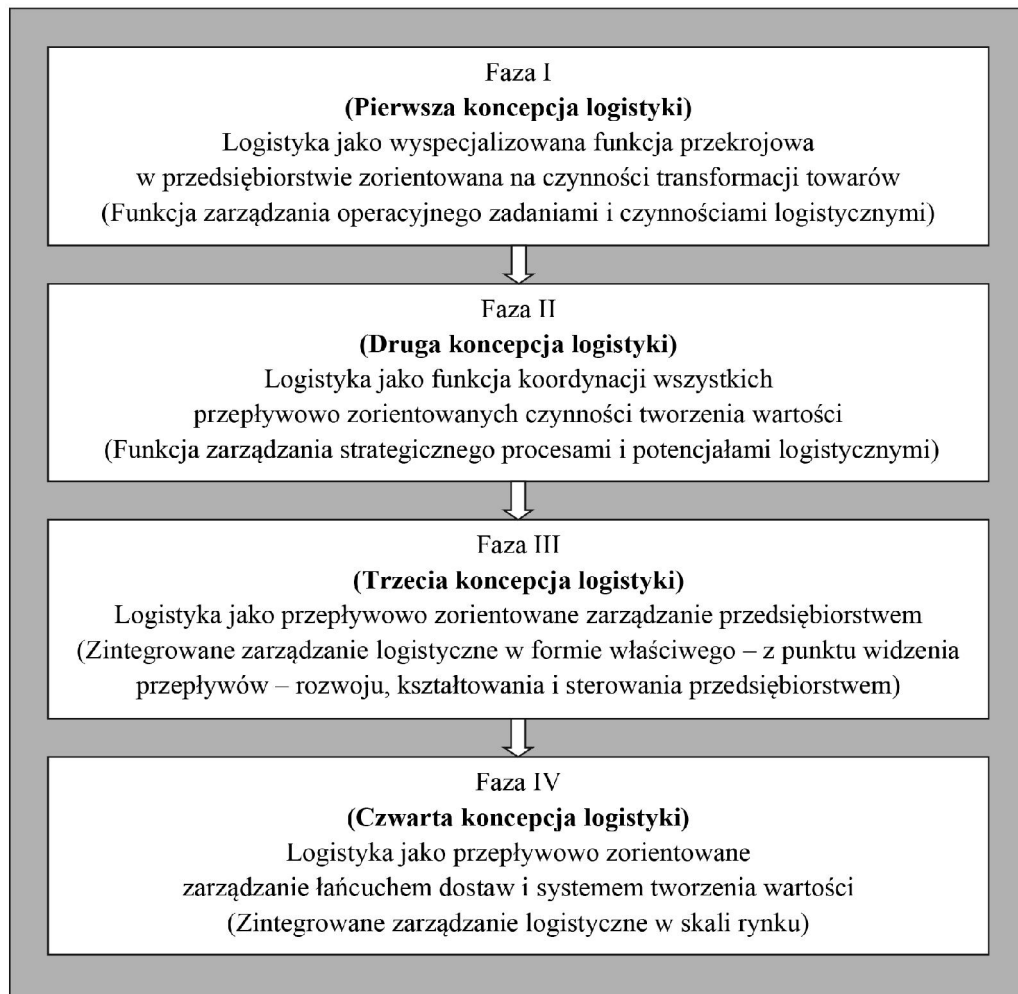 Faza I
(Pierwsza koncepcja logistyki)
Logistyka jako wyspecjalizowana funkcja przekrojowa
w przedsiębiorstwie zorientowana na czynności transformacji towarów
(Funkcja zarządzania operacyjnego zadaniami i czynnościami logistycznymi)
Faza II
(Druga koncepcja logistyki)
Logistyka jako funkcja koordynacji wszystkich
przepływowo zorientowanych czynności tworzenia wartości
(Funkcja zarządzania strategicznego procesami i potencjałami logistycznymi)
Faza III
(Trzecia koncepcja logistyki)
Logistyka jako przepływowo zorientowane zarządzanie przedsiębiorstwem
(Zintegrowane zarządzanie logistyczne w formie właściwego – z punktu widzenia
przepływów – rozwoju, kształtowania i sterowania przedsiębiorstwem)
Faza IV
(Czwarta koncepcja logistyki)
Logistyka jako przepływowo zorientowane
zarządzanie łańcuchem dostaw i systemem tworzenia wartości
(Zintegrowane zarządzanie logistyczne w skali rynku)